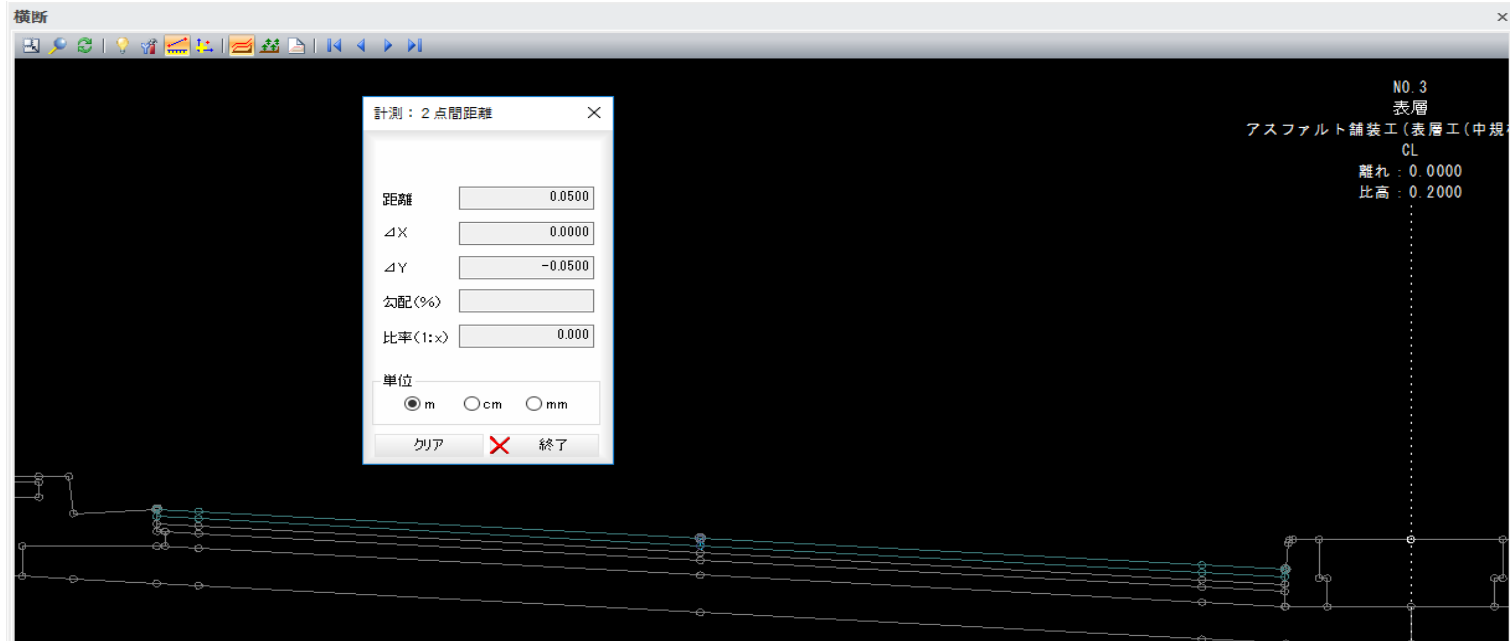 横断
NO.3
表層
アスファルト舗装工(表層工(中規
CL
離れ:0.0000
比高:0.2000
計測:2点間距離
距離 0.0500
⊿X 0.0000
⊿Y -0.0500
勾配(%)
比率(1:x) 0.000
単位
m cm mm
クリア 終了